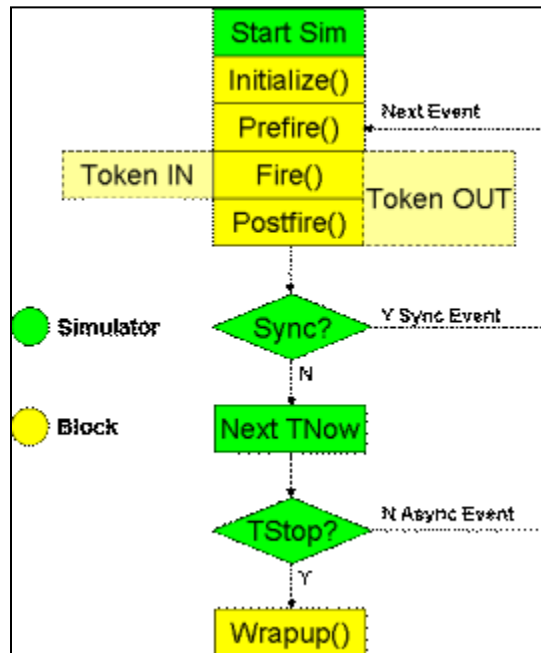 Start Sim
Initialize()
Next Event
Prefire()
Token IN
Fire()
Token OUT
Postfire()
Simulator
Sync?
Y Sync Event
N
Block
Next TNow
TStop?
N Async Event
Y
Wrapup()